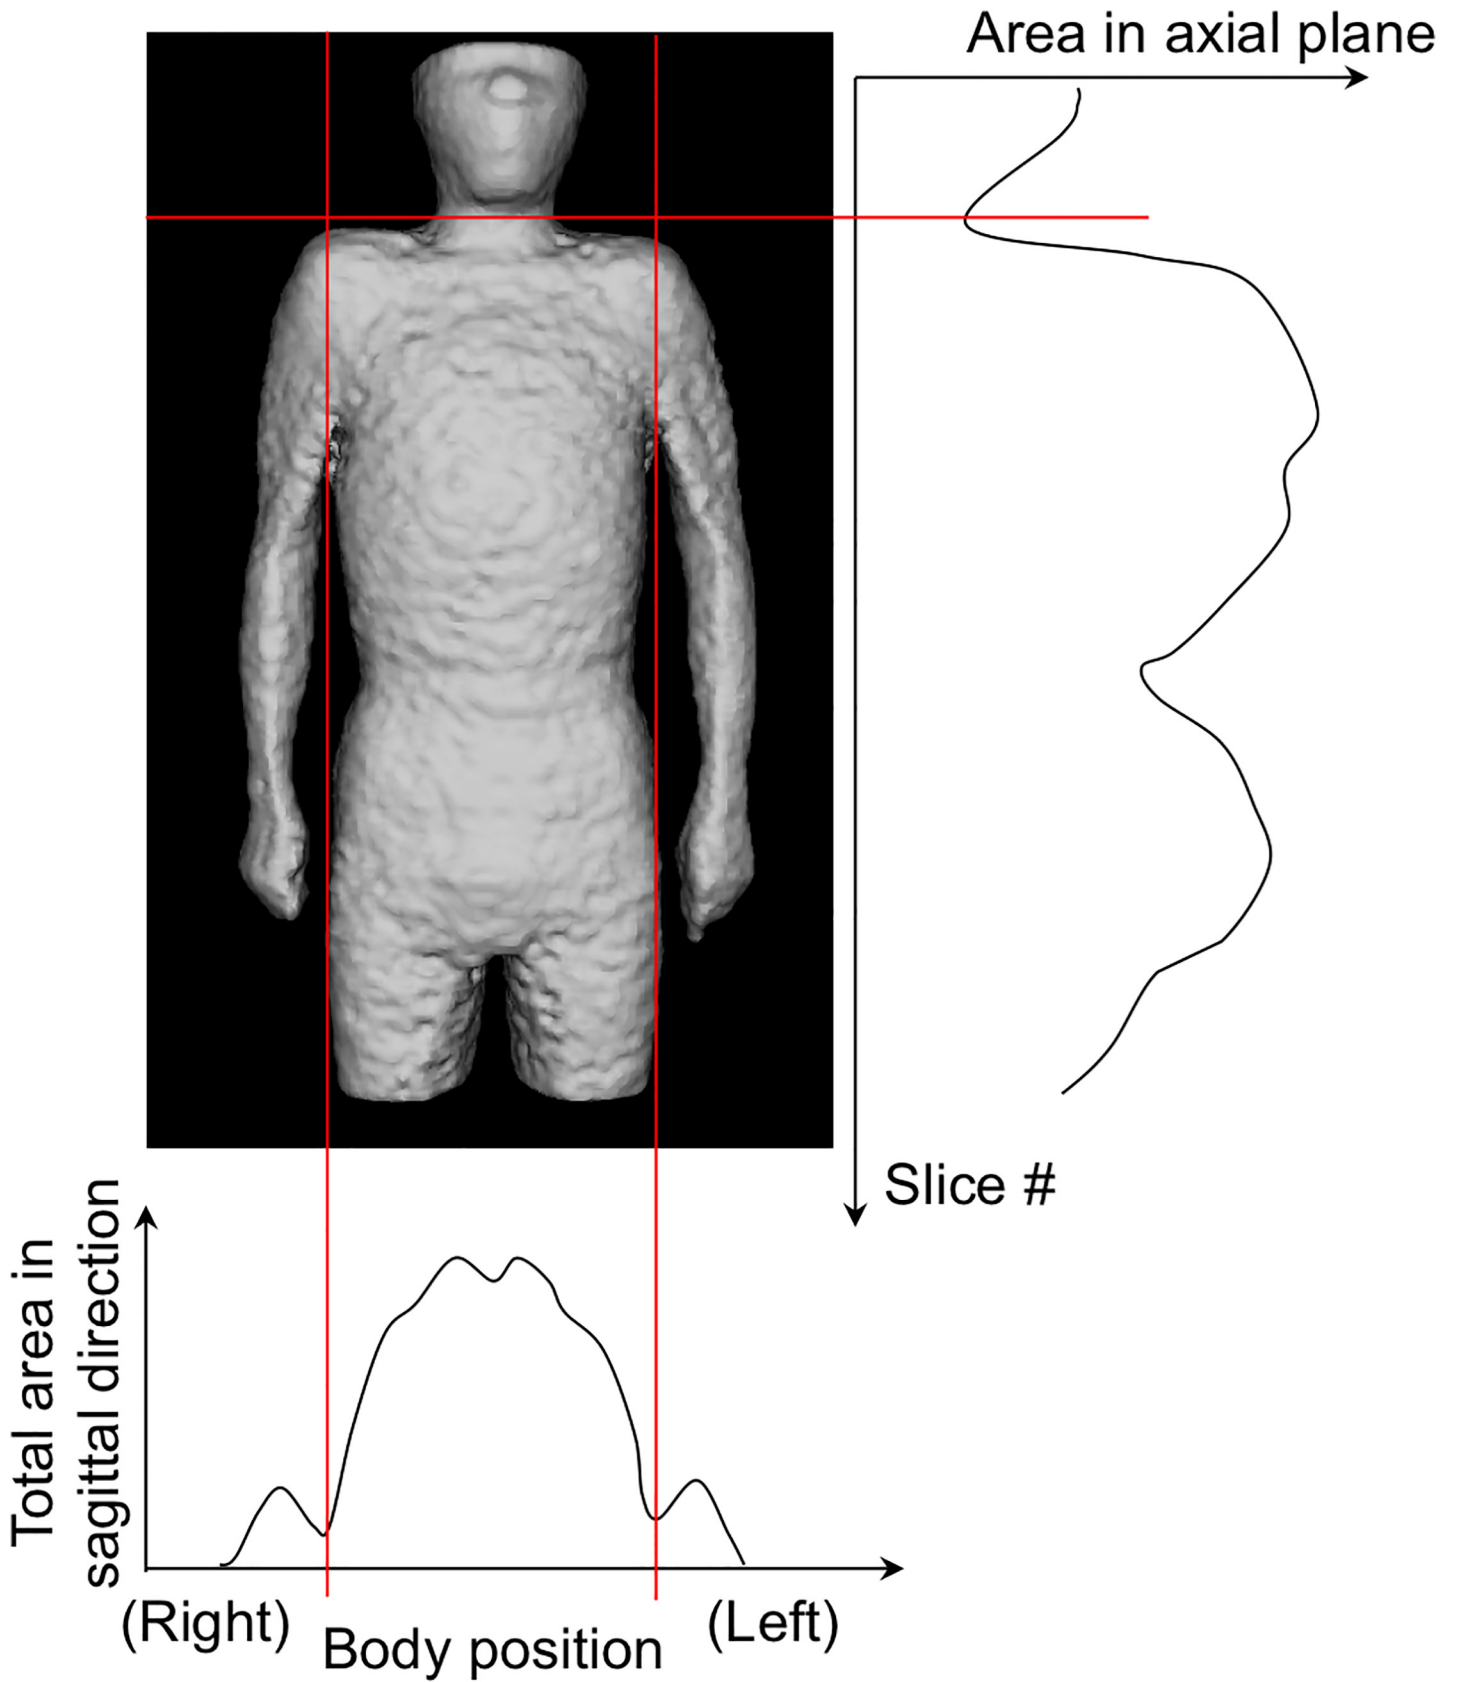 Area in axial plane
Slice #
Total area in
sagittal direction
(Right)
Body position
(Left)